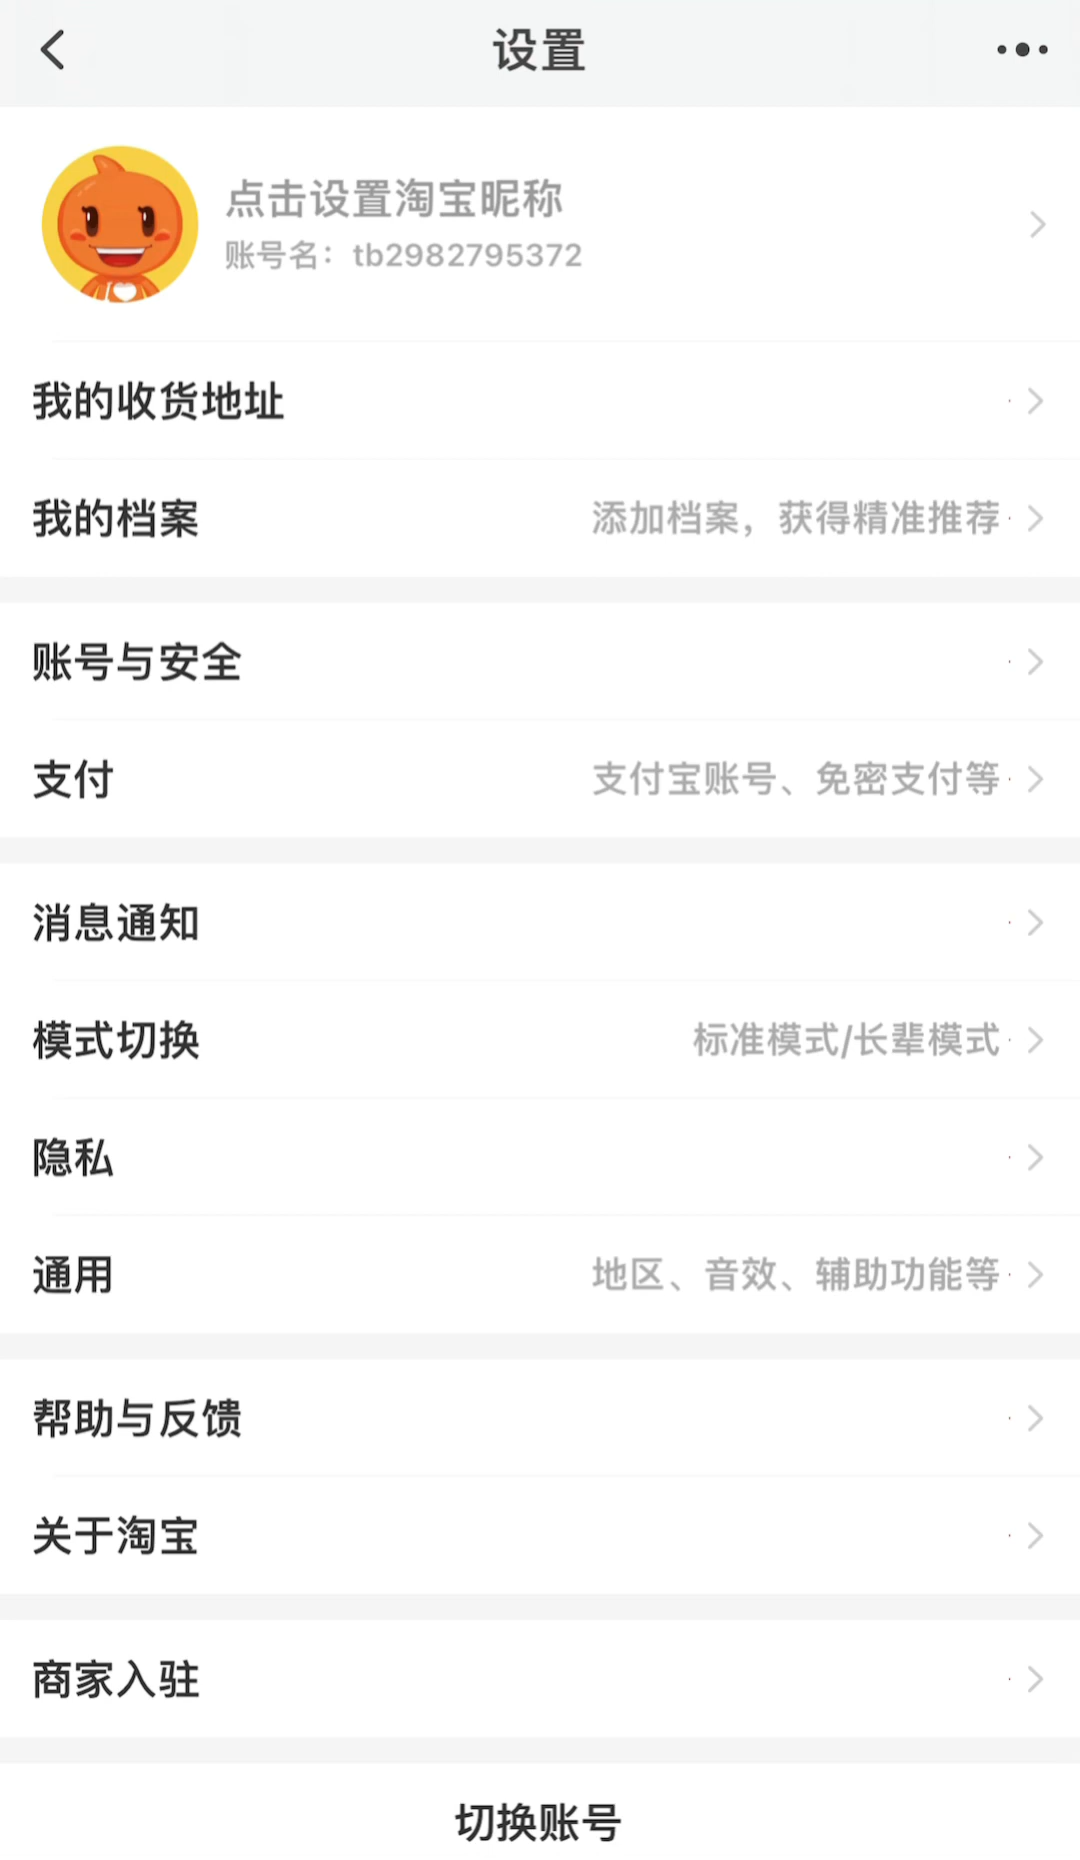 设置
点击设置淘宝昵称
账号名：tb2982795372
我的收货地址
我的档案 添加档案，获得精准推荐
账号与安全
支付 支付宝账号、免密支付等
消息通知
模式切换 标准模式/长辈模式
隐私
通用 地区、音效、辅助功能等
帮助与反馈
关于淘宝
商家入驻
切换账号